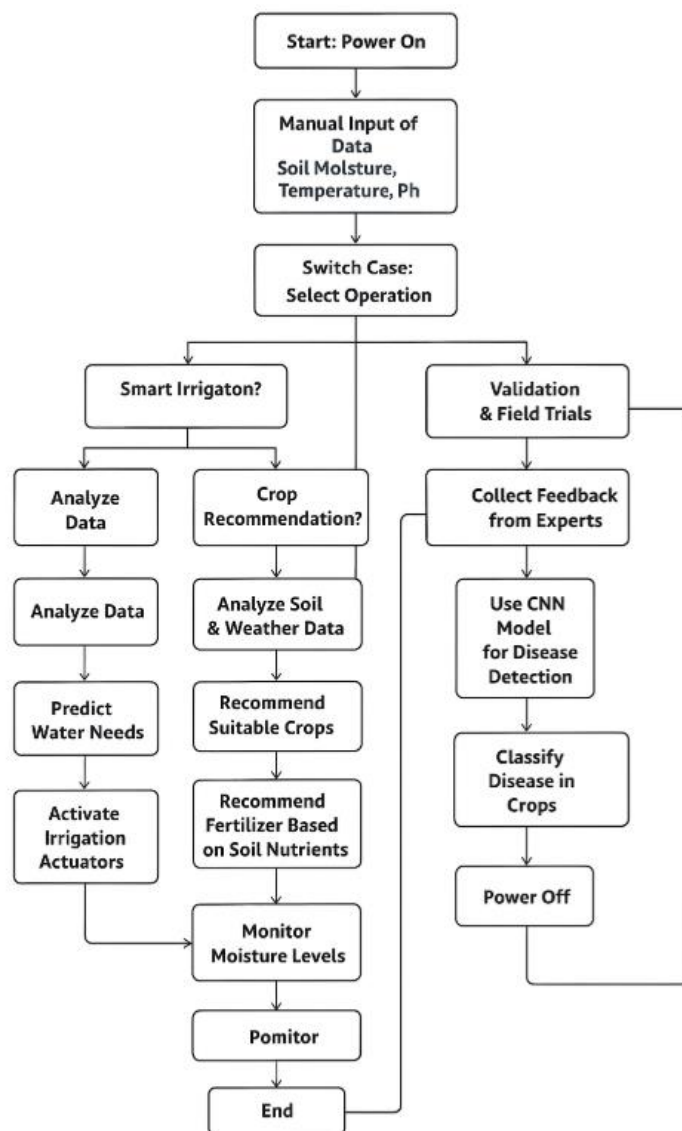 Start: Power On
Manual Input of
Data
Soil Molsture,
Temperature, Ph
Switch Case:
Select Operation
Smart Irrigaton?
Validation
& Field Trials
Analyze
Data
Crop
Recommendation?
Collect Feedback
from Experts
Analyze Data
Analyze Soil
& Weather Data
Use CNN
Model
for Disease
Detection
Predict
Water Needs
Recommend
Suitable Crops
Classify
Disease in
Crops
Activate
Irrigation
Actuators
Recommend
Fertilizer Based
on Soil Nutrients
Power Off
Monitor
Moisture Levels
Pomitor
End